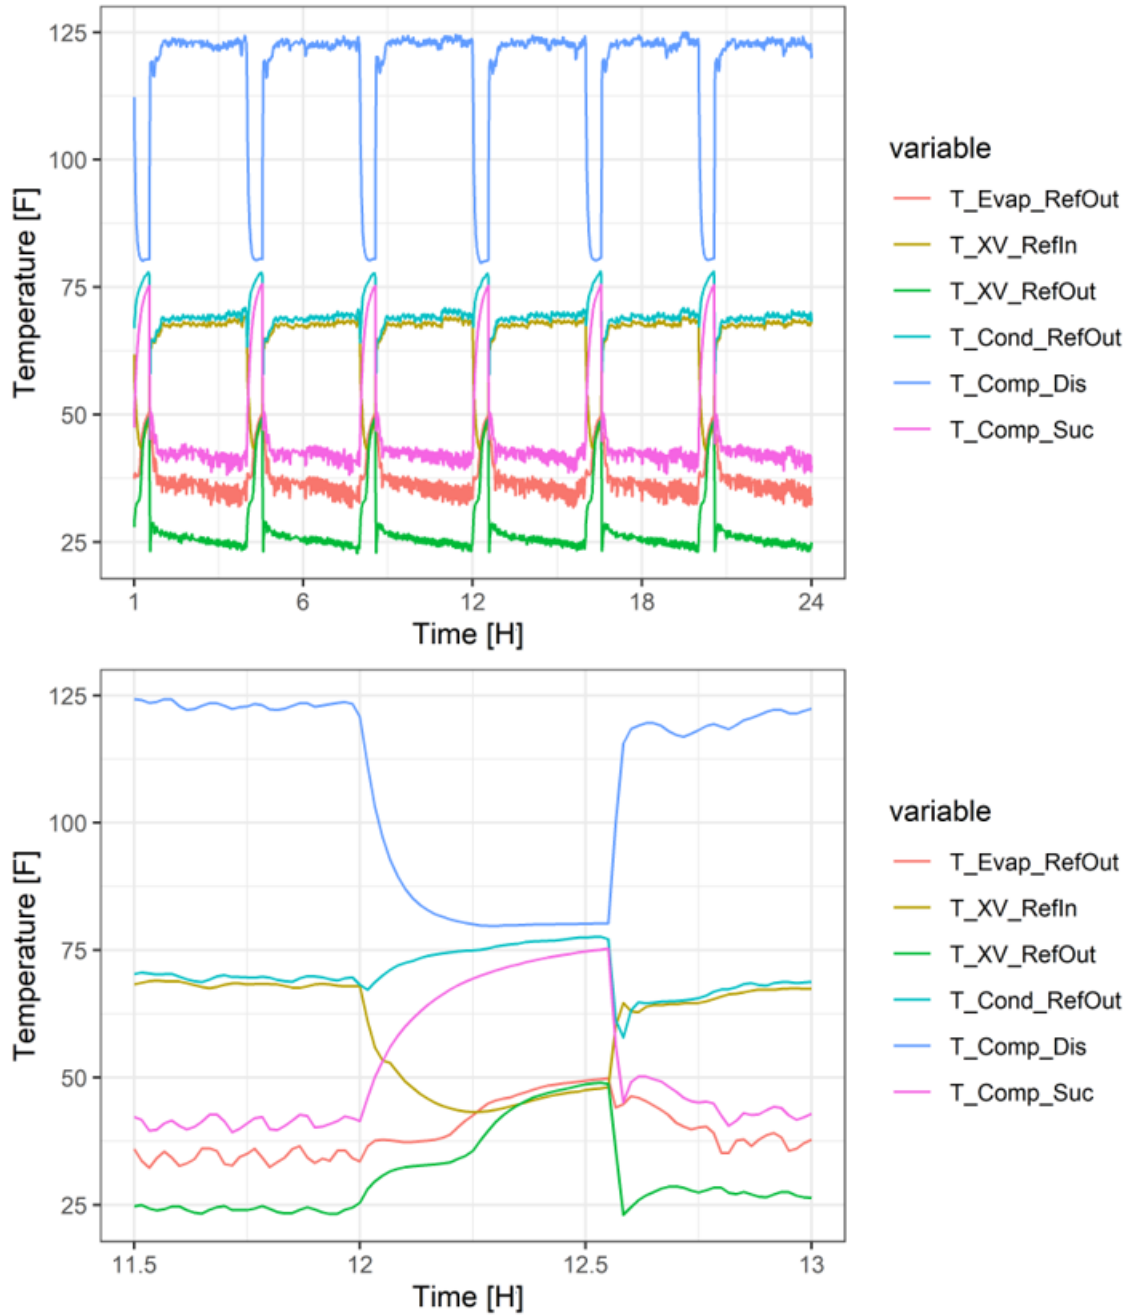 125
100
75
50
25
Temperature [F]
1 6 12 18 24
Time [H]
variable
T_Evap_RefOut
T_XV_RefIn
T_XV_RefOut
T_Cond_RefOut
T_Comp_Dis
T_Comp_Suc
125
100
75
50
25
Temperature [F]
11.5 12 12.5 13
Time [H]
variable
T_Evap_RefOut
T_XV_RefIn
T_XV_RefOut
T_Cond_RefOut
T_Comp_Dis
T_Comp_Suc